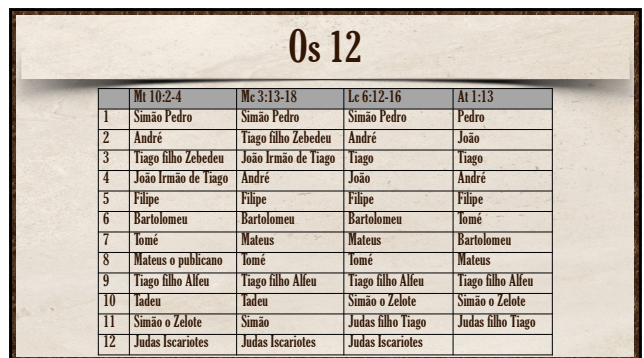 Os 12
Mt 10:2-4 Mc 3:13-18 Lc 6:12-16 At 1:13
1 Simão Pedro Simão Pedro Simão Pedro Pedro
2 André Tiago filho Zebedeu André João
3 Tiago filho Zebedeu João Irmão de Tiago Tiago Tiago
4 João Irmão de Tiago André João André
5 Filipe Filipe Filipe Filipe
6 Bartolomeu Bartolomeu Bartolomeu Tomé
7 Tomé Mateus Mateus Bartolomeu
8 Mateus o publicano Tomé Tomé Mateus
9 Tiago filho Alfeu Tiago filho Alfeu Tiago filho Alfeu Tiago filho Alfeu
10 Tadeu Tadeu Simão o Zelote Simão o Zelote
11 Simão o Zelote Simão Judas filho Tiago Judas filho Tiago
12 Judas Iscariotes Judas Iscariotes Judas Iscariotes